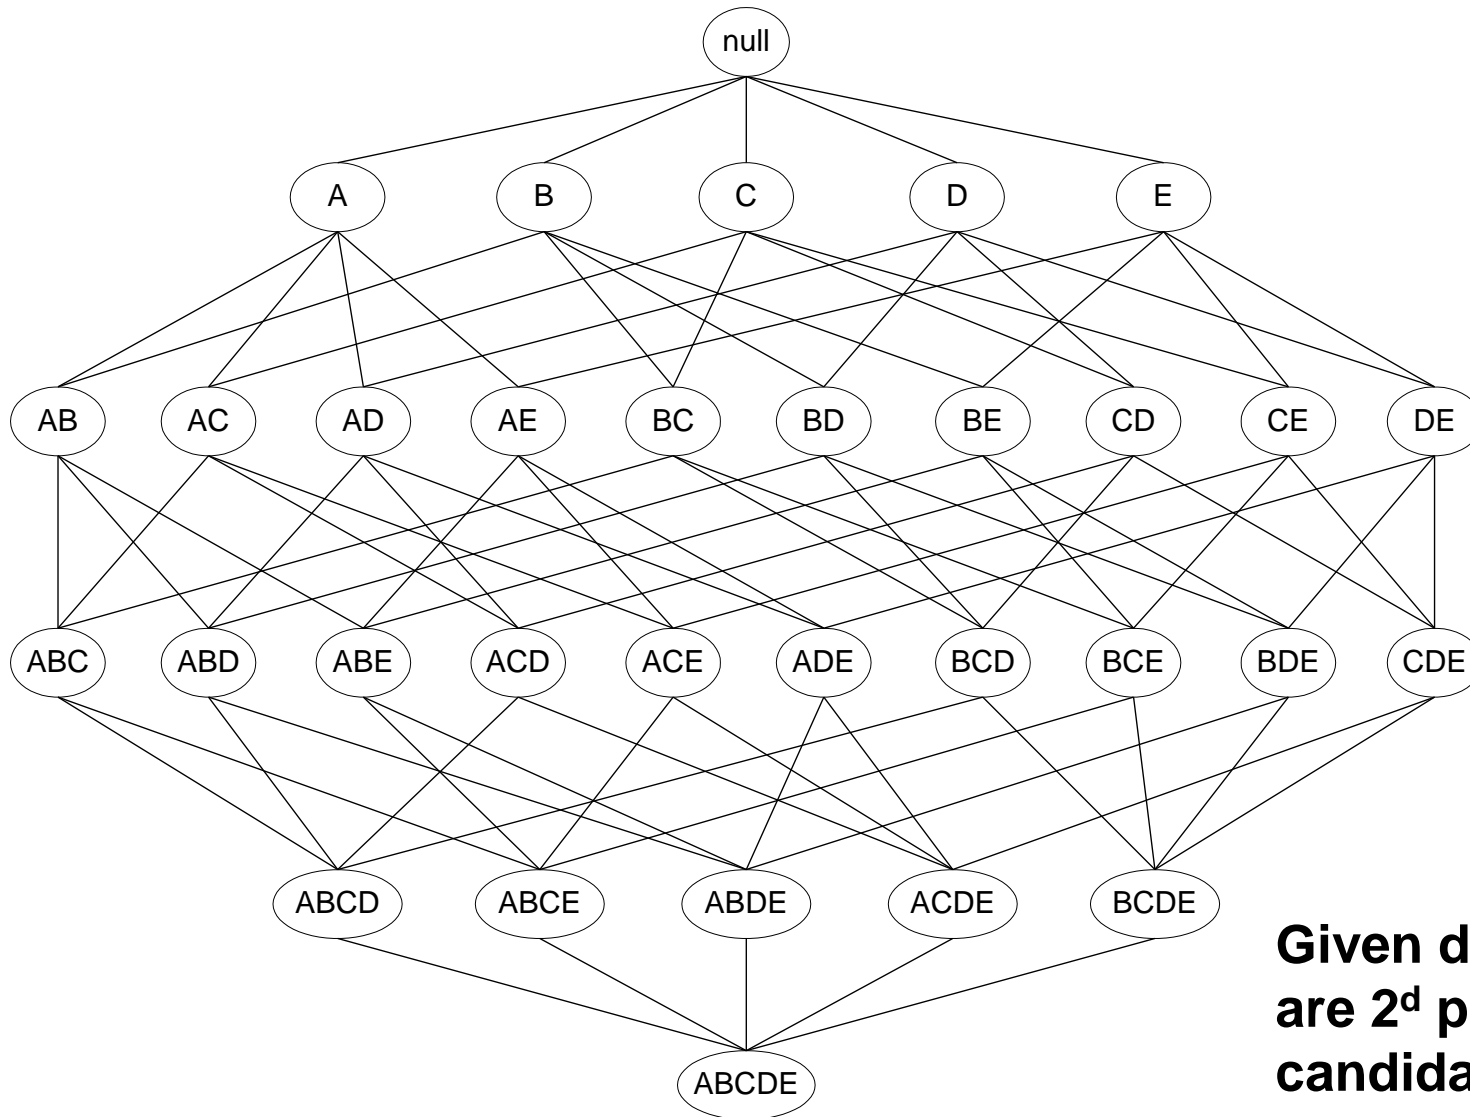 null
A B C D E
AB AC AD AE BC BD BE CD CE DE
ABC ABD ABE ACD ACE ADE BCD BCE BDE CDE
ABCD ABCE ABDE ACDE BCDE
ABCDE
Given d
are 2ᵈ p
candida